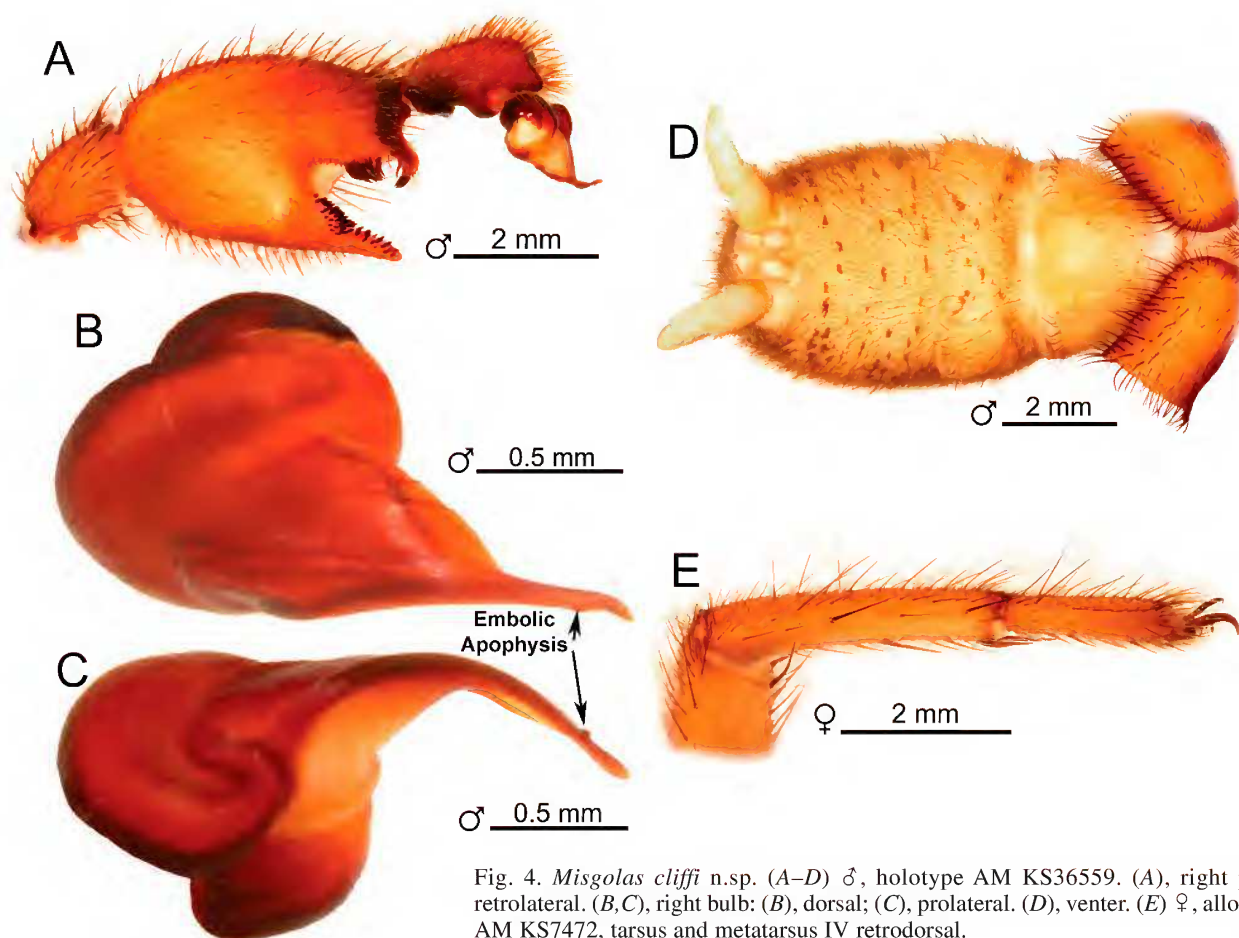 A
♂ 2 mm
B
♂ 0.5 mm
Embolic
Apophysis
C
♂ 0.5 mm
D
♂ 2 mm
E
♀ 2 mm
Fig. 4. Misgolas cliffi n.sp. (A–D) ♂, holotype AM KS36559. (A), right
retrolateral. (B,C), right bulb: (B), dorsal; (C), prolateral. (D), venter. (E) ♀,
AM KS7472, tarsus and metatarsus IV retrodorsal.